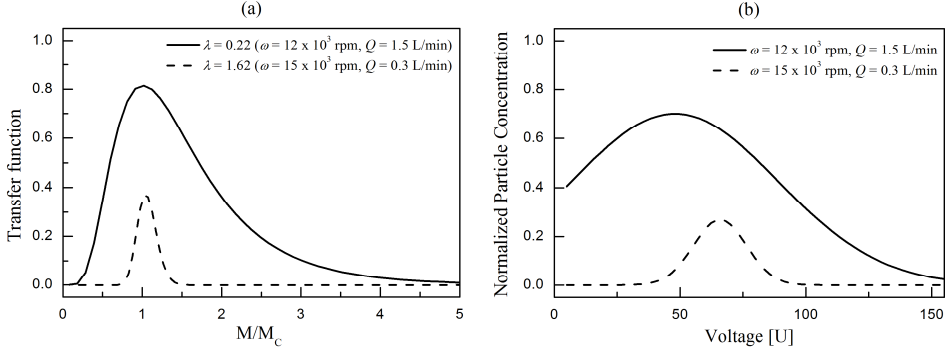 (a)
1.0
0.8
0.6
0.4
0.2
0.0
Transfer function
λ = 0.22 (ω = 12 x 10³ rpm, Q = 1.5 L/min)
λ = 1.62 (ω = 15 x 10³ rpm, Q = 0.3 L/min)
0 1 2 3 4 5
M/M_C
(b)
1.0
0.8
0.6
0.4
0.2
0.0
Normalized Particle Concentration
ω = 12 x 10³ rpm, Q = 1.5 L/min
ω = 15 x 10³ rpm, Q = 0.3 L/min
0 50 100 150
Voltage [U]